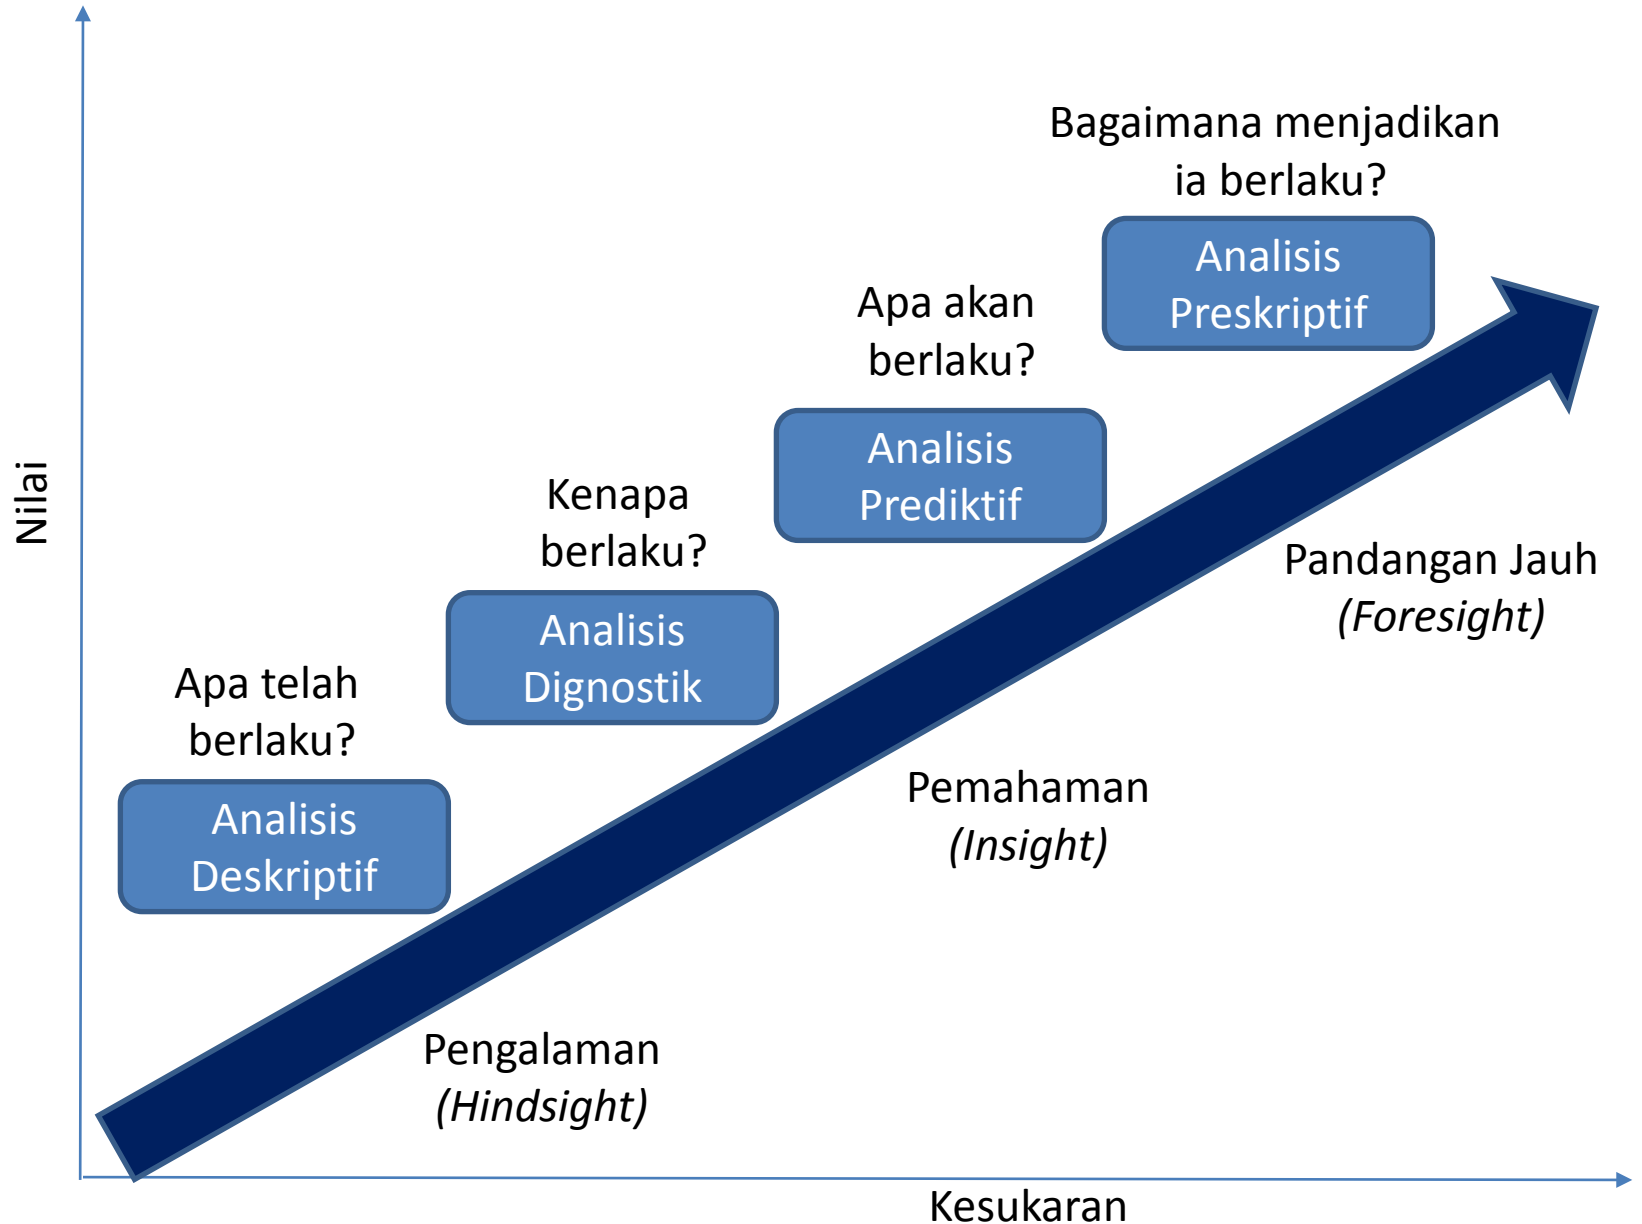 Bagaimana menjadikan
ia berlaku?
Analisis
Preskriptif
Apa akan
berlaku?
Analisis
Prediktif
Kenapa
berlaku?
Analisis
Dignostik
Apa telah
berlaku?
Analisis
Deskriptif
Nilai
Pandangan Jauh
(Foresight)
Pemahaman
(Insight)
Pengalaman
(Hindsight)
Kesukaran